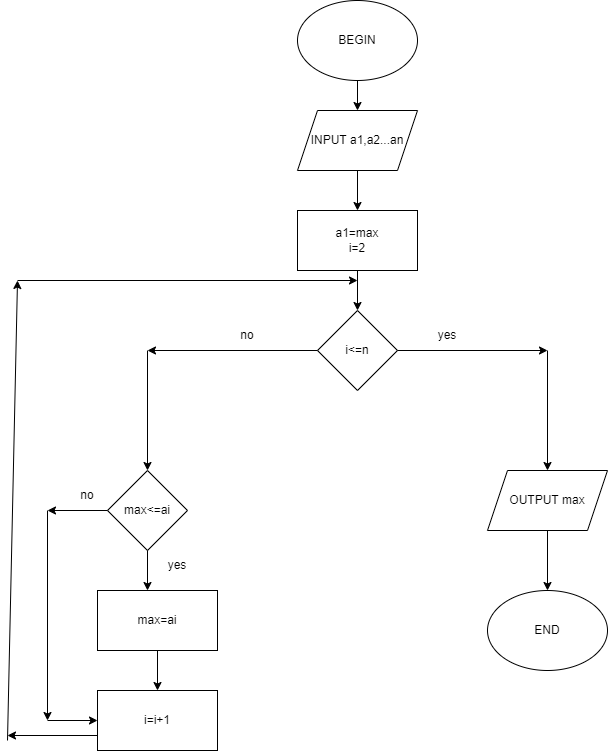 BEGIN
INPUT a1,a2...an
a1=max
i=2
i<=n
no
yes
max<=ai
no
yes
max=ai
i=i+1
OUTPUT max
END